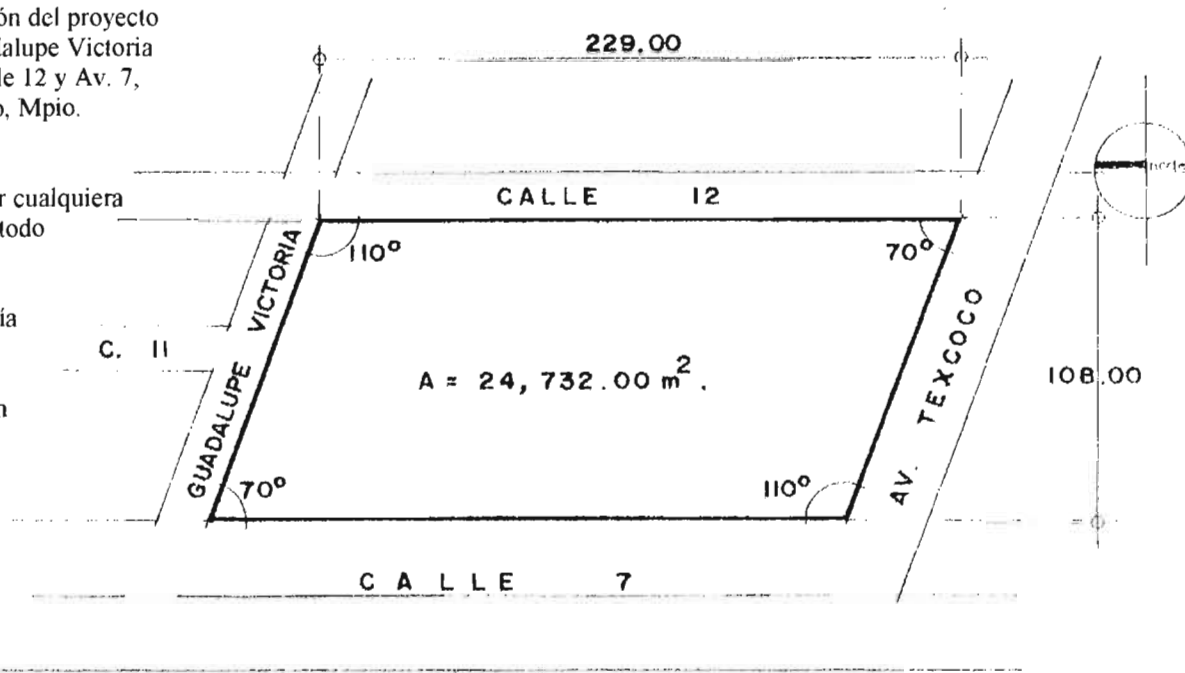 ón del proyecto
alupe Victoria
le 12 y Av. 7,
o, Mpio.
r cualquiera
todo
ía
n
229.00
norte
CALLE 12
110°
70°
GUADALUPE VICTORIA
C. 11
A = 24,732.00 m².
AV. TEXCOCO
108.00
70°
110°
CALLE 7